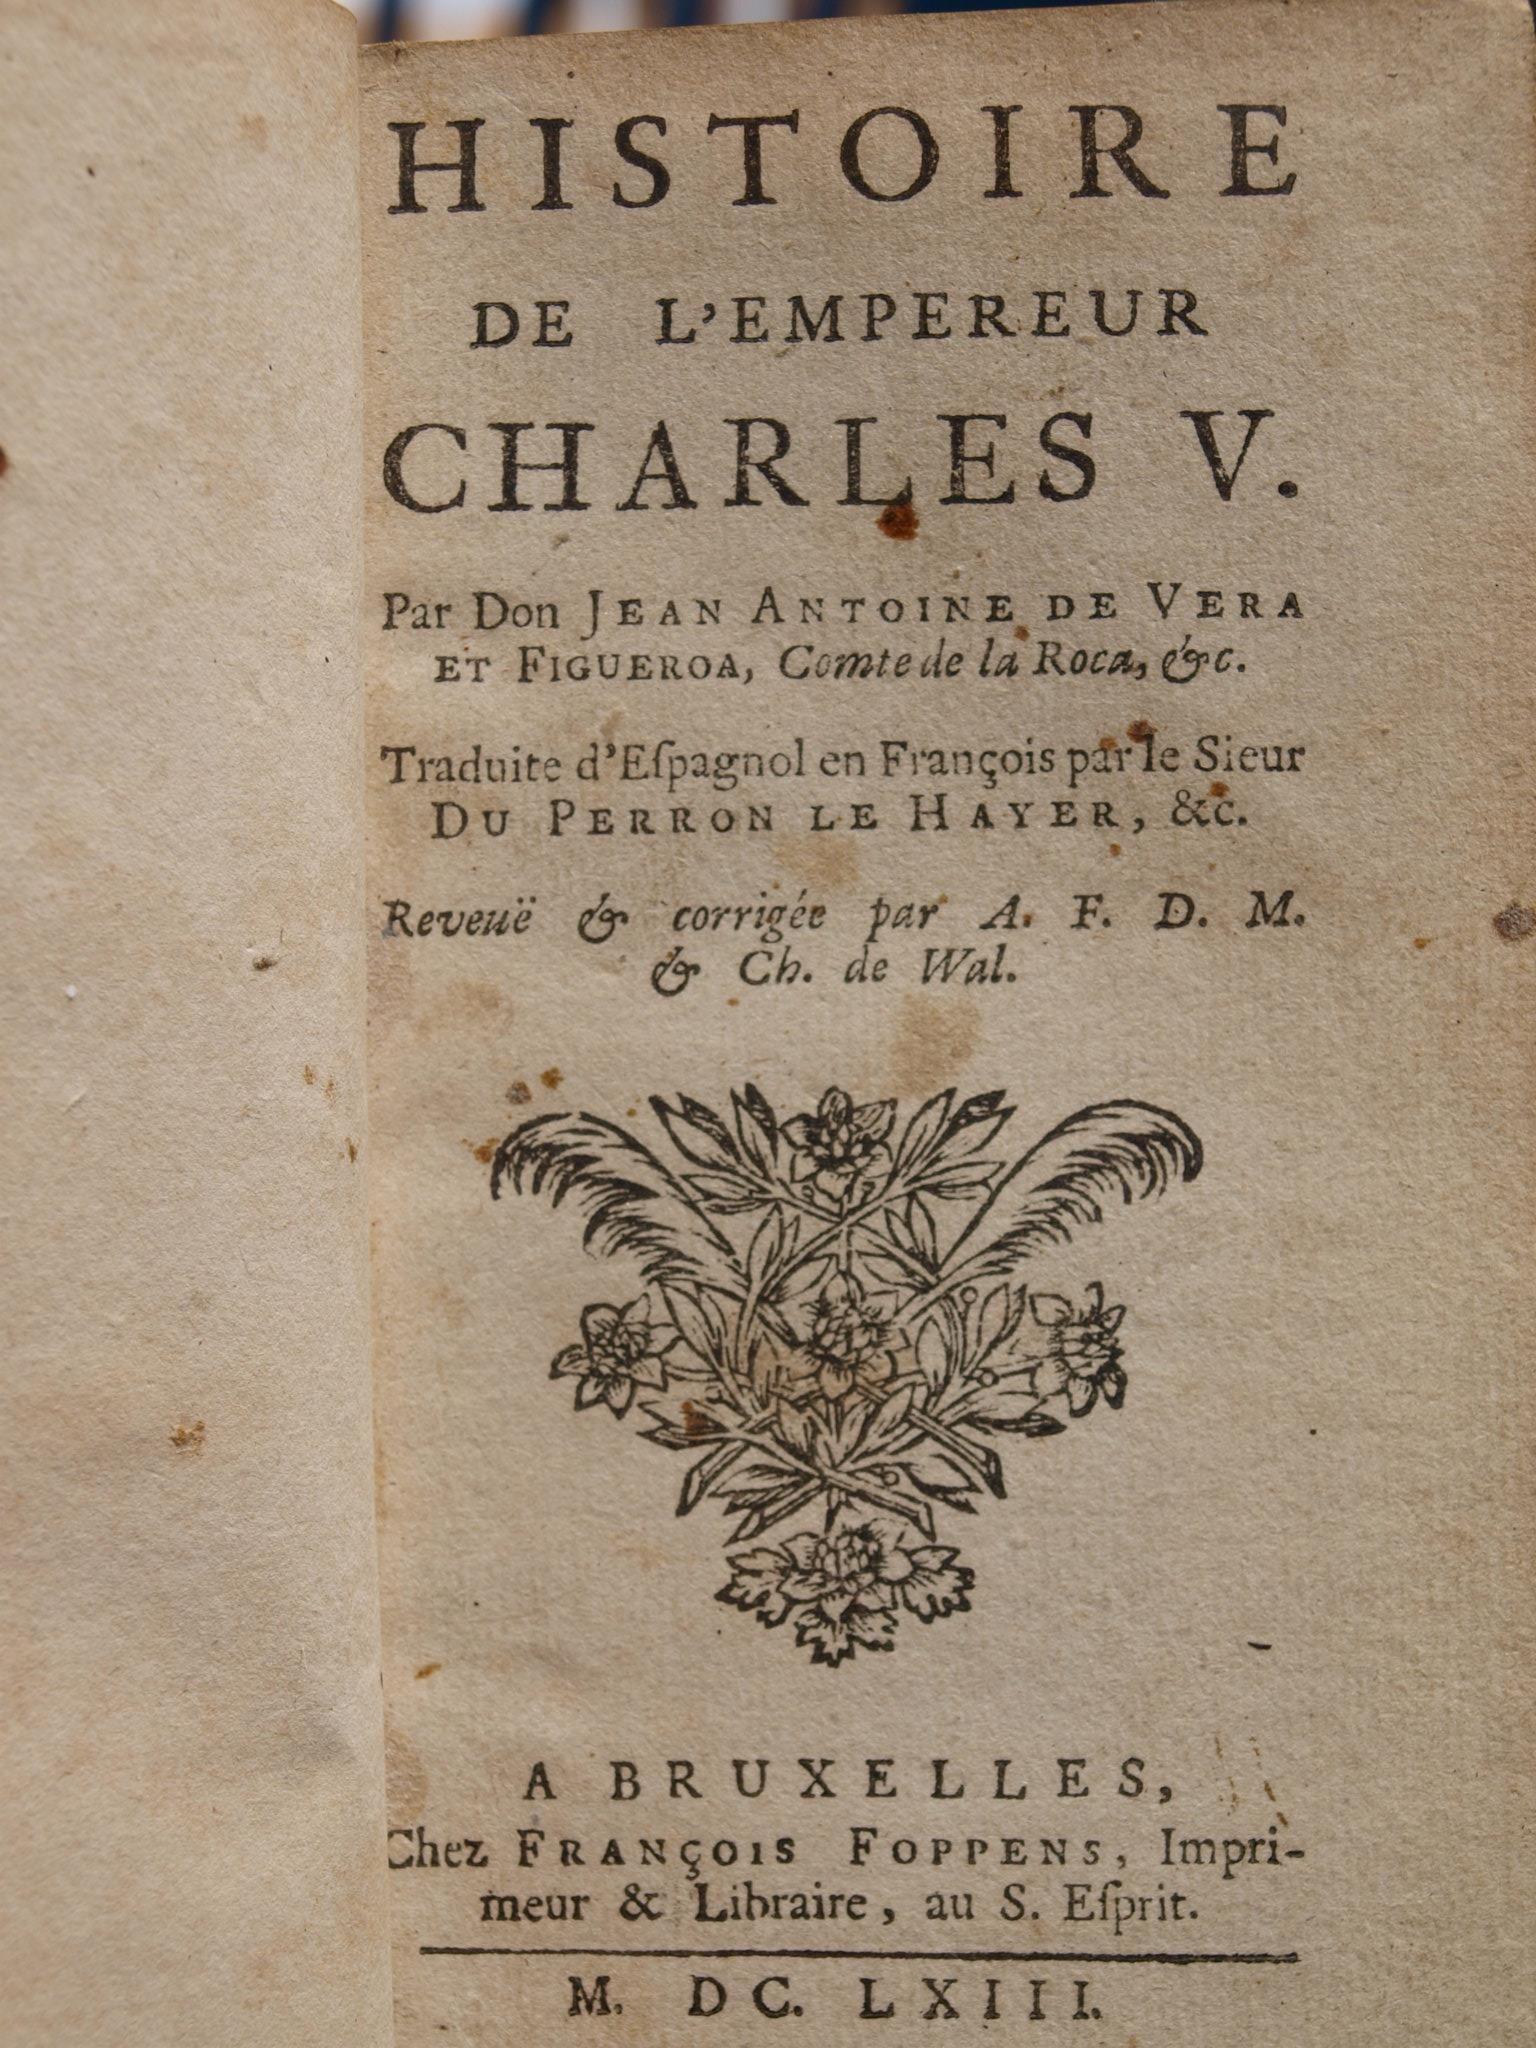 HISTOIRE
DE L'EMPEREUR
CHARLES V.
Par Don JEAN ANTOINE DE VERA
ET FIGUEROA, Comte de la Roca, &c.
Traduite d'Eſpagnol en François par le Sieur
DU PERRON LE HAYER, &c.
Reveuë & corrigée par A. F. D. M.
& Ch. de Wal.
A BRUXELLES,
Chez FRANÇOIS FOPPENS, Impri-
meur & Libraire, au S. Eſprit.
M. DC. LXIII.